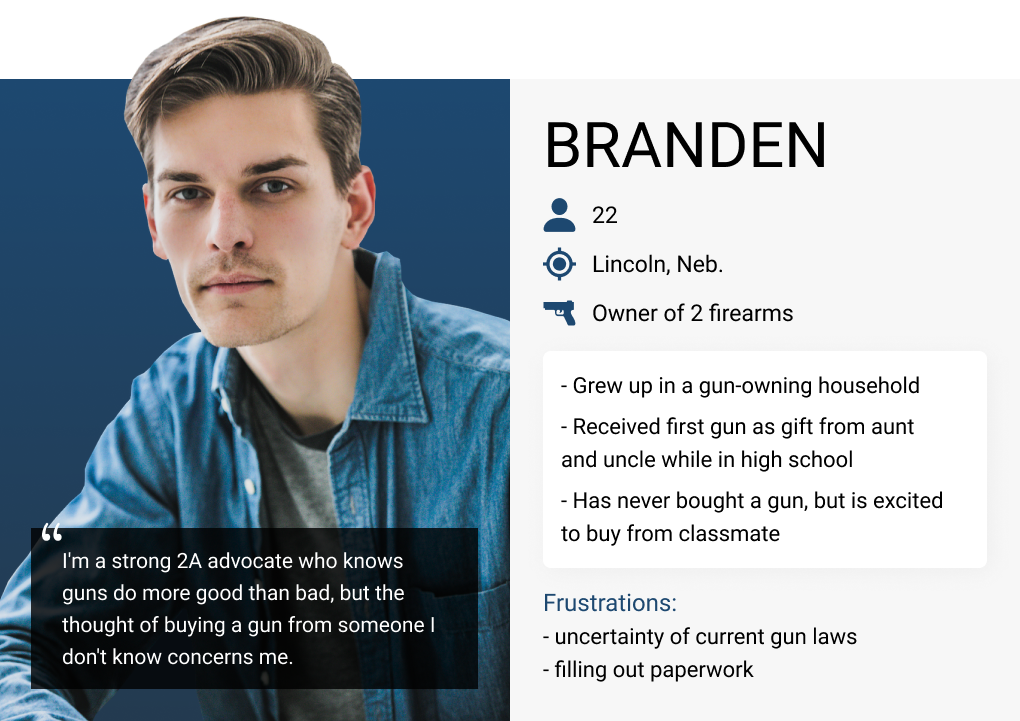 BRANDEN
22
Lincoln, Neb.
Owner of 2 firearms
- Grew up in a gun-owning household
- Received first gun as gift from aunt
and uncle while in high school
- Has never bought a gun, but is excited
to buy from classmate
“
I'm a strong 2A advocate who knows
guns do more good than bad, but the
thought of buying a gun from someone I
don't know concerns me.
Frustrations:
- uncertainty of current gun laws
- filling out paperwork